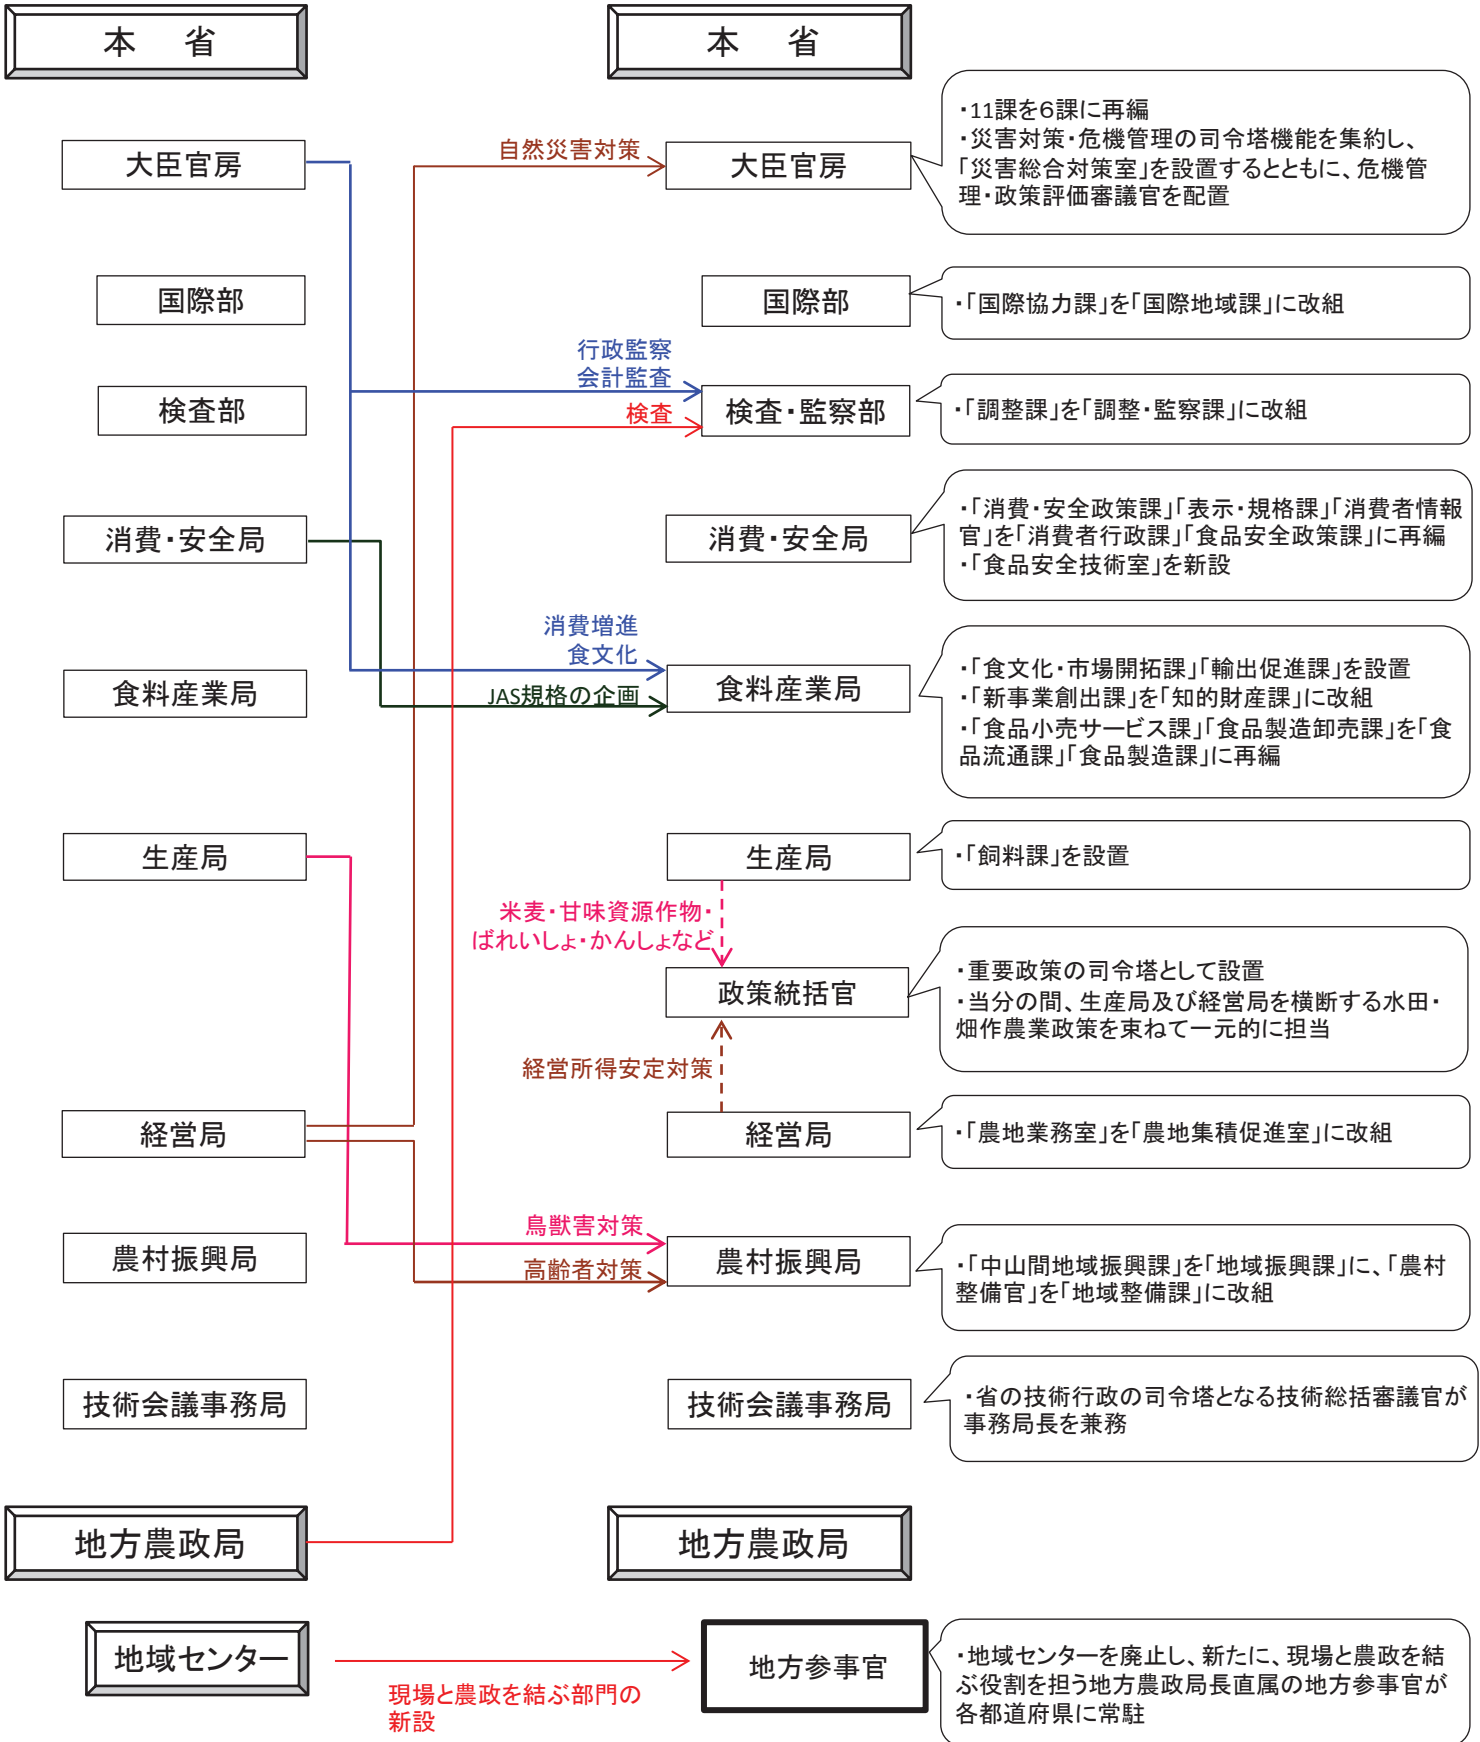 本　省
本　省
・11課を6課に再編
・災害対策・危機管理の司令塔機能を集約し、
「災害総合対策室」を設置するとともに、危機管
理・政策評価審議官を配置
大臣官房
自然災害対策
大臣官房
国際部
国際部
・「国際協力課」を「国際地域課」に改組
行政監察
会計監査
検査部
検査
検査・監察部
・「調整課」を「調整・監察課」に改組
消費・安全局
消費・安全局
・「消費・安全政策課」「表示・規格課」「消費者情報
官」を「消費者行政課」「食品安全政策課」に再編
・「食品安全技術室」を新設
消費増進
食文化
食料産業局
JAS規格の企画
食料産業局
・「食文化・市場開拓課」「輸出促進課」を設置
・「新事業創出課」を「知的財産課」に改組
・「食品小売サービス課」「食品製造卸売課」を「食
品流通課」「食品製造課」に再編
生産局
生産局
・「飼料課」を設置
米麦・甘味資源作物・
ばれいしょ・かんしょなど
政策統括官
・重要政策の司令塔として設置
・当分の間、生産局及び経営局を横断する水田・
畑作農業政策を束ねて一元的に担当
経営所得安定対策
経営局
経営局
・「農地業務室」を「農地集積促進室」に改組
農村振興局
鳥獣害対策
高齢者対策
農村振興局
・「中山間地域振興課」を「地域振興課」に、「農村
整備官」を「地域整備課」に改組
技術会議事務局
技術会議事務局
・省の技術行政の司令塔となる技術総括審議官が
事務局長を兼務
地方農政局
地方農政局
地域センター
現場と農政を結ぶ部門の
新設
地方参事官
・地域センターを廃止し、新たに、現場と農政を結
ぶ役割を担う地方農政局長直属の地方参事官が
各都道府県に常駐